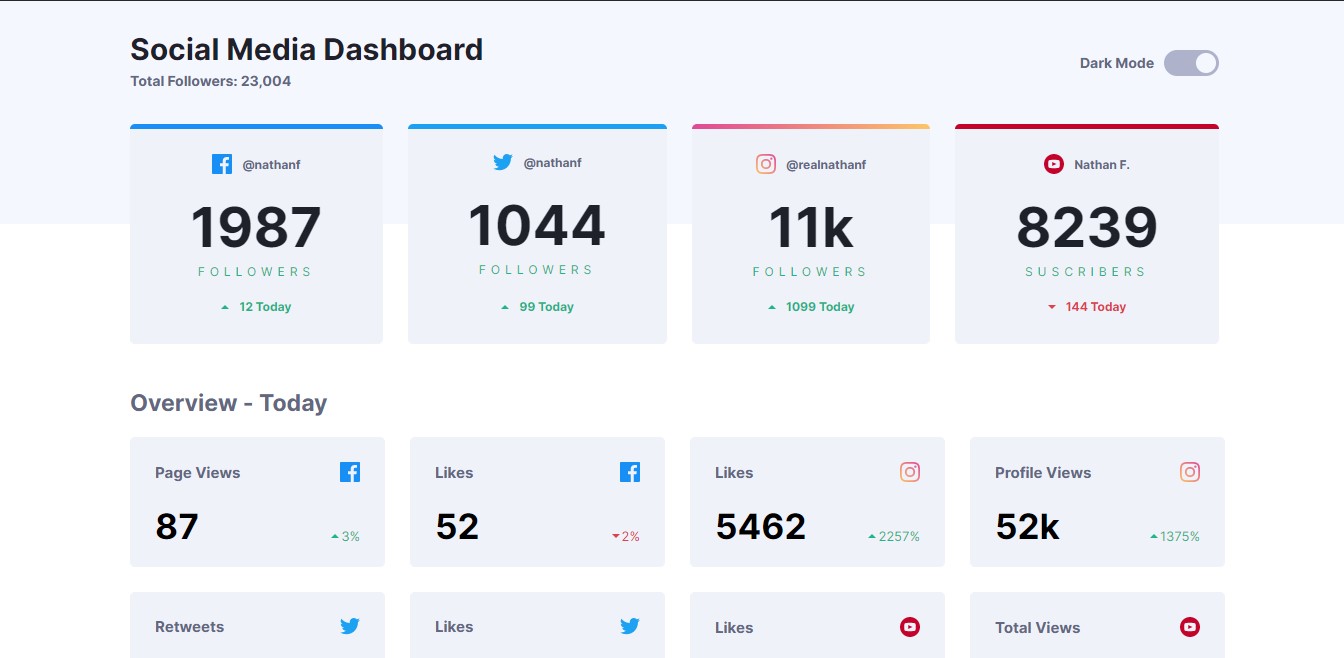 Social Media Dashboard
Total Followers: 23,004
Dark Mode
@nathanf
1987
FOLLOWERS
12 Today
@nathanf
1044
FOLLOWERS
99 Today
@realnathanf
11k
FOLLOWERS
1099 Today
Nathan F.
8239
SUSCRIBERS
144 Today
Overview - Today
Page Views
87
3%
Likes
52
2%
Likes
5462
2257%
Profile Views
52k
1375%
Retweets
Likes
Likes
Total Views